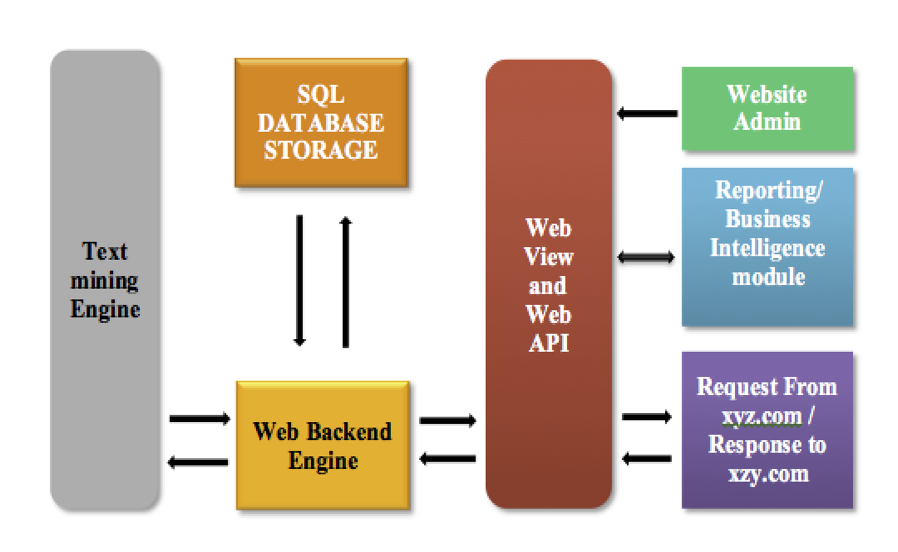 Text
mining
Engine
SQL
DATABASE
STORAGE
Web Backend
Engine
Web
View
and
Web
API
Website
Admin
Reporting/
Business
Intelligence
module
Request From
xyz.com /
Response to
xzy.com